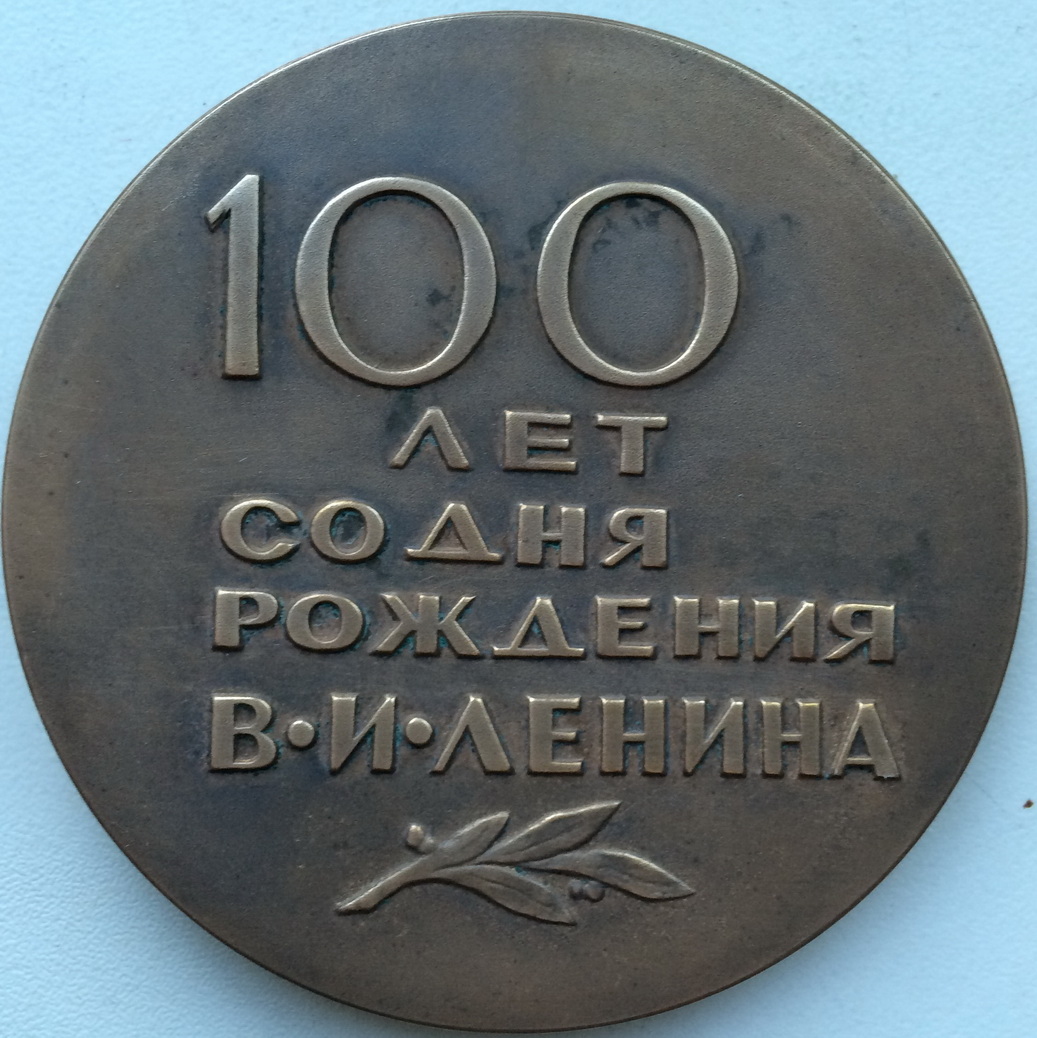 100
ЛЕТ
СО ДНЯ
РОЖДЕНИЯ
В•И•ЛЕНИНА